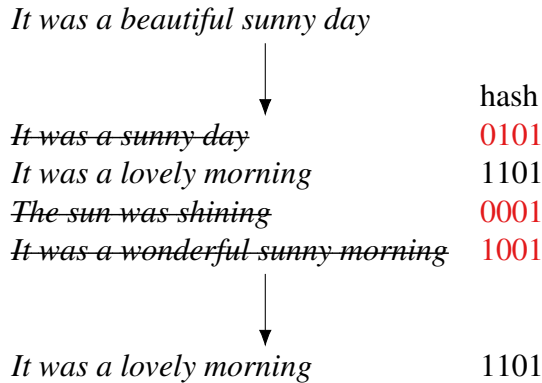 It was a beautiful sunny day
hash
It was a sunny day 0101
It was a lovely morning 1101
The sun was shining 0001
It was a wonderful sunny morning 1001
It was a lovely morning 1101